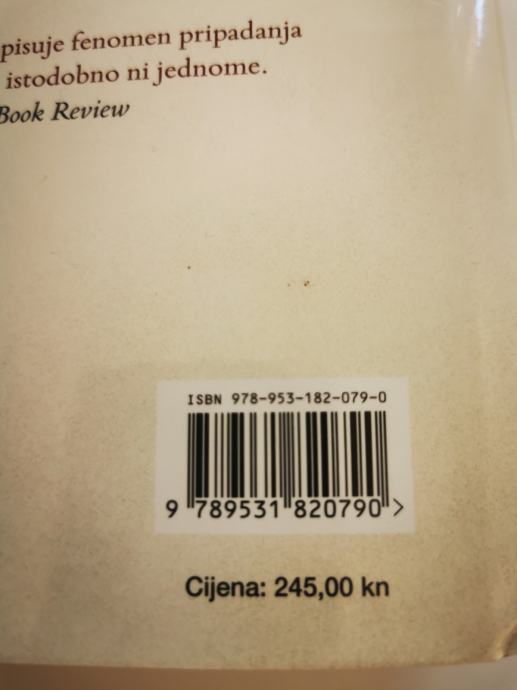 pisuje fenomen pripadanja
istodobno ni jednome.
Book Review
ISBN 978-953-182-079-0
9 789531 820790 >
Cijena: 245,00 kn